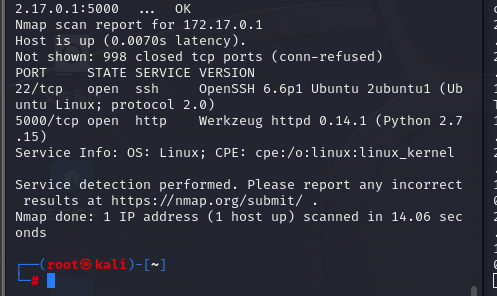 2.17.0.1:5000  ...  OK
Nmap scan report for 172.17.0.1
Host is up (0.0070s latency).
Not shown: 998 closed tcp ports (conn-refused)
PORT     STATE SERVICE VERSION
22/tcp   open  ssh     OpenSSH 6.6p1 Ubuntu 2ubuntu1 (Ub
untu Linux; protocol 2.0)
5000/tcp open  http    Werkzeug httpd 0.14.1 (Python 2.7
.15)
Service Info: OS: Linux; CPE: cpe:/o:linux:linux_kernel
Service detection performed. Please report any incorrect
 results at https://nmap.org/submit/ .
Nmap done: 1 IP address (1 host up) scanned in 14.06 sec
onds
┌──(root㉿kali)-[~]
└─#